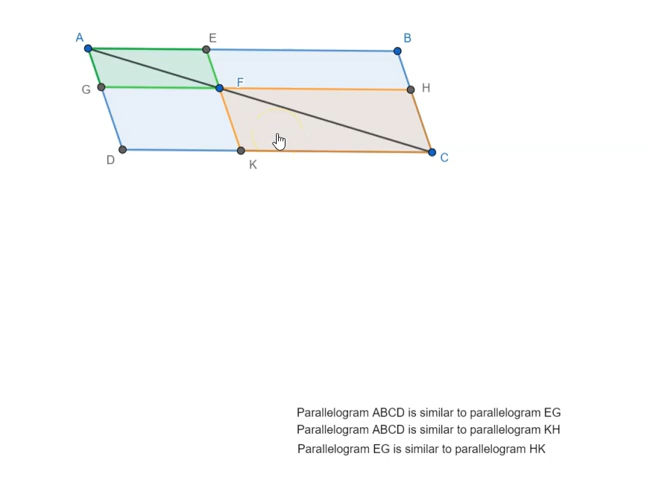 A
E
B
G
F
H
D
K
C
Parallelogram ABCD is similar to parallelogram EG
Parallelogram ABCD is similar to parallelogram KH
Parallelogram EG is similar to parallelogram HK